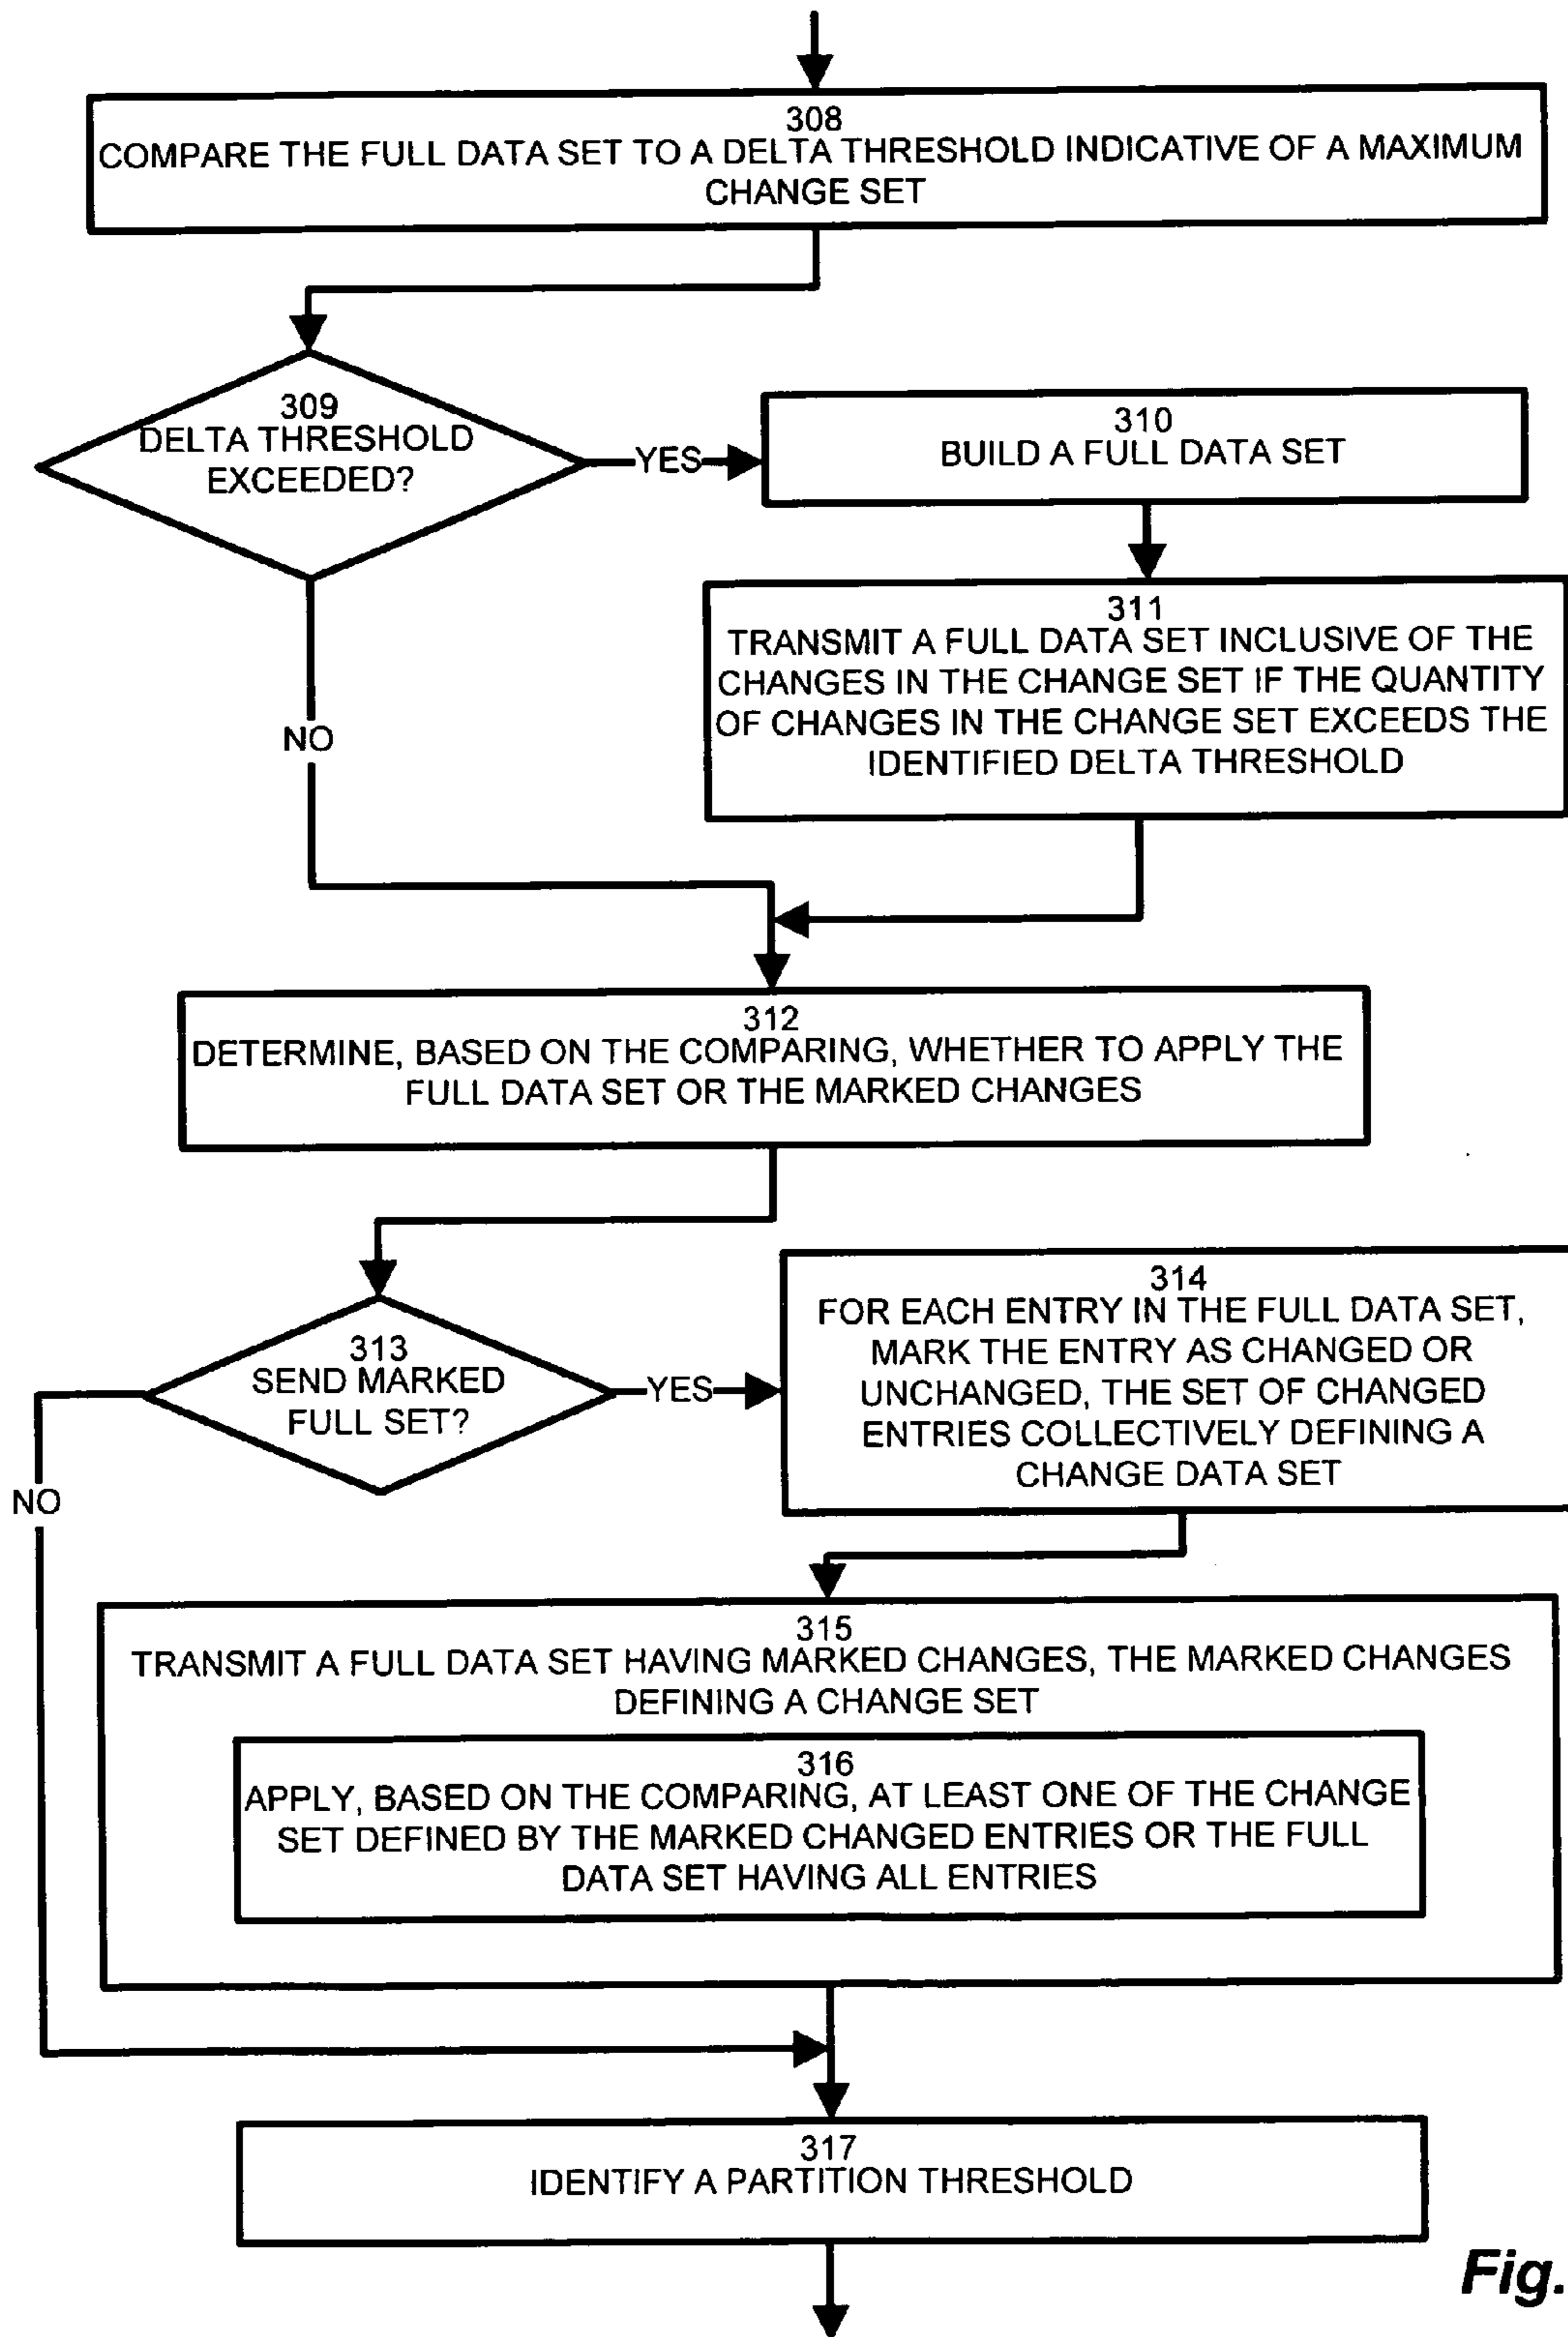 308
COMPARE THE FULL DATA SET TO A DELTA THRESHOLD INDICATIVE OF A MAXIMUM
CHANGE SET
309
DELTA THRESHOLD
EXCEEDED?
YES
310
BUILD A FULL DATA SET
311
TRANSMIT A FULL DATA SET INCLUSIVE OF THE
CHANGES IN THE CHANGE SET IF THE QUANTITY
OF CHANGES IN THE CHANGE SET EXCEEDS THE
IDENTIFIED DELTA THRESHOLD
NO
312
DETERMINE, BASED ON THE COMPARING, WHETHER TO APPLY THE
FULL DATA SET OR THE MARKED CHANGES
313
SEND MARKED
FULL SET?
YES
314
FOR EACH ENTRY IN THE FULL DATA SET,
MARK THE ENTRY AS CHANGED OR
UNCHANGED, THE SET OF CHANGED
ENTRIES COLLECTIVELY DEFINING A
CHANGE DATA SET
NO
315
TRANSMIT A FULL DATA SET HAVING MARKED CHANGES, THE MARKED CHANGES
DEFINING A CHANGE SET
316
APPLY, BASED ON THE COMPARING, AT LEAST ONE OF THE CHANGE
SET DEFINED BY THE MARKED CHANGED ENTRIES OR THE FULL
DATA SET HAVING ALL ENTRIES
317
IDENTIFY A PARTITION THRESHOLD
Fig.